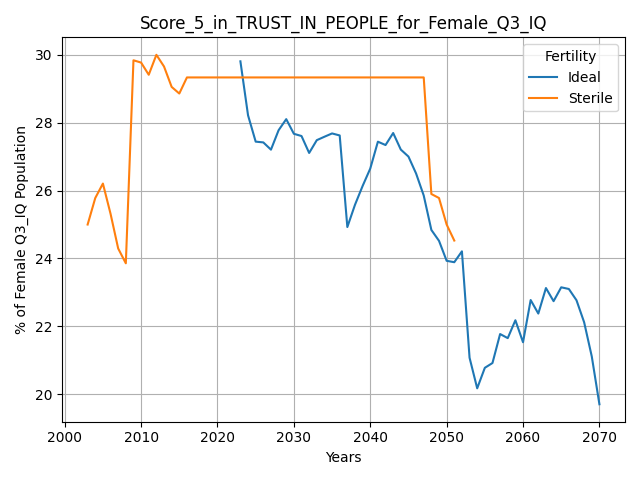 Score_5_in_TRUST_IN_PEOPLE_for_Female_Q3_IQ
% of Female Q3_IQ Population
30
28
26
24
22
20
Fertility
Ideal
Sterile
2000 2010 2020 2030 2040 2050 2060 2070
Years